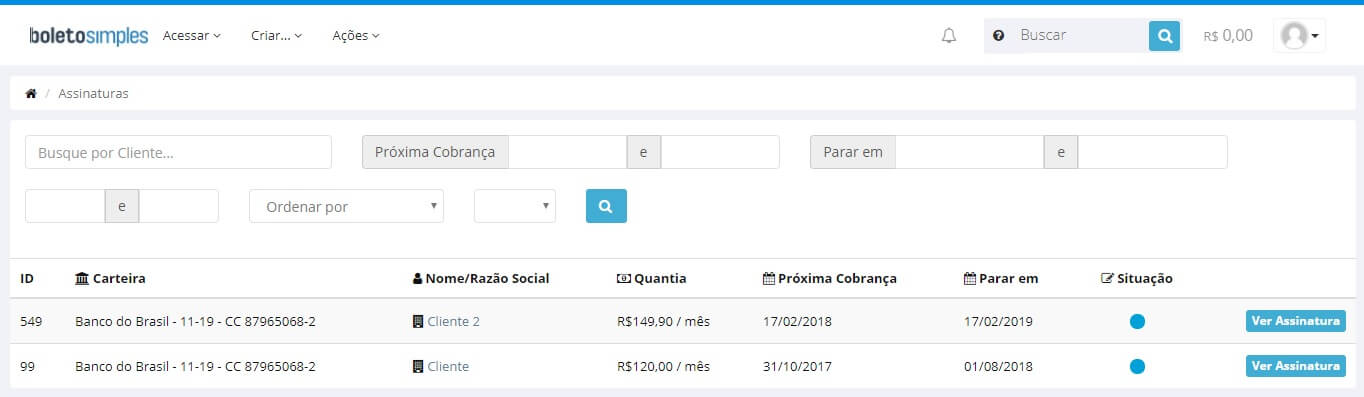 boletosimples Acessar Criar... Ações Buscar R$ 0,00
/ Assinaturas
Busque por Cliente... Próxima Cobrança e Parar em e
e Ordenar por
ID Carteira Nome/Razão Social Quantia Próxima Cobrança Parar em Situação
549 Banco do Brasil - 11-19 - CC 87965068-2 Cliente 2 R$149,90 / mês 17/02/2018 17/02/2019 Ver Assinatura
99 Banco do Brasil - 11-19 - CC 87965068-2 Cliente R$120,00 / mês 31/10/2017 01/08/2018 Ver Assinatura